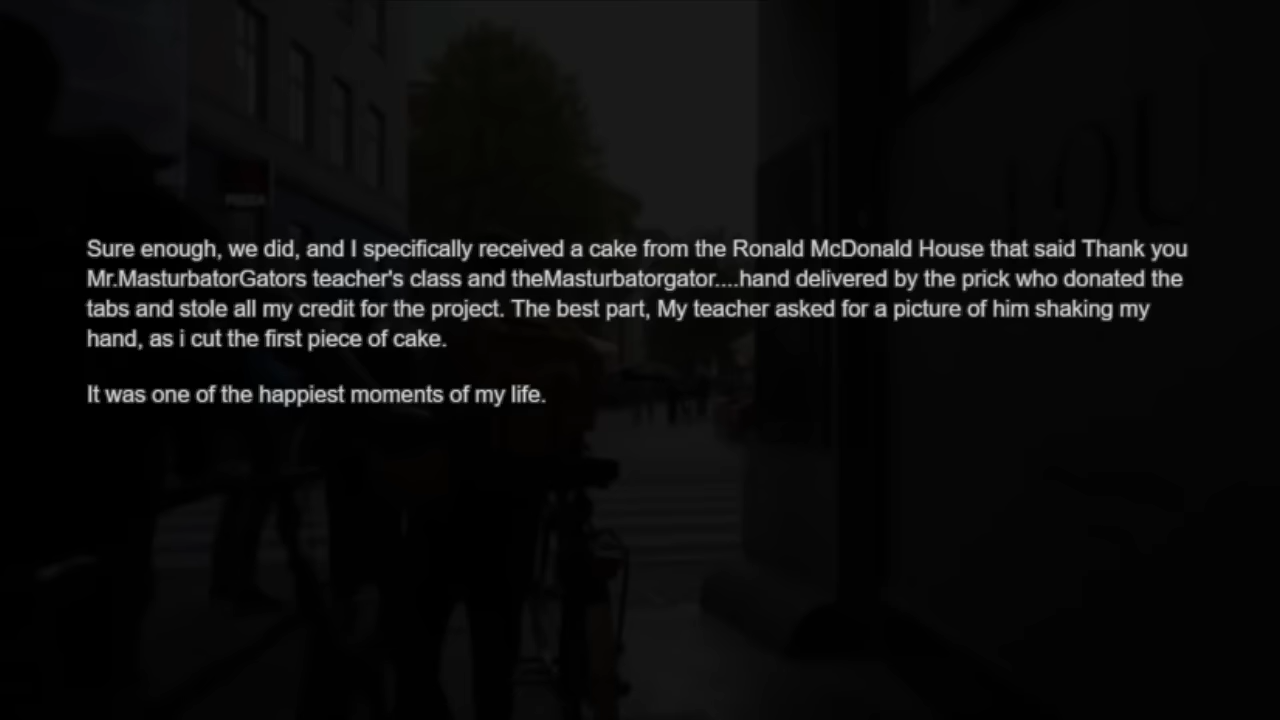 Sure enough, we did, and I specifically received a cake from the Ronald McDonald House that said Thank you
Mr.MasturbatorGators teacher's class and theMasturbatorgator....hand delivered by the prick who donated the
tabs and stole all my credit for the project. The best part, My teacher asked for a picture of him shaking my
hand, as i cut the first piece of cake.
It was one of the happiest moments of my life.